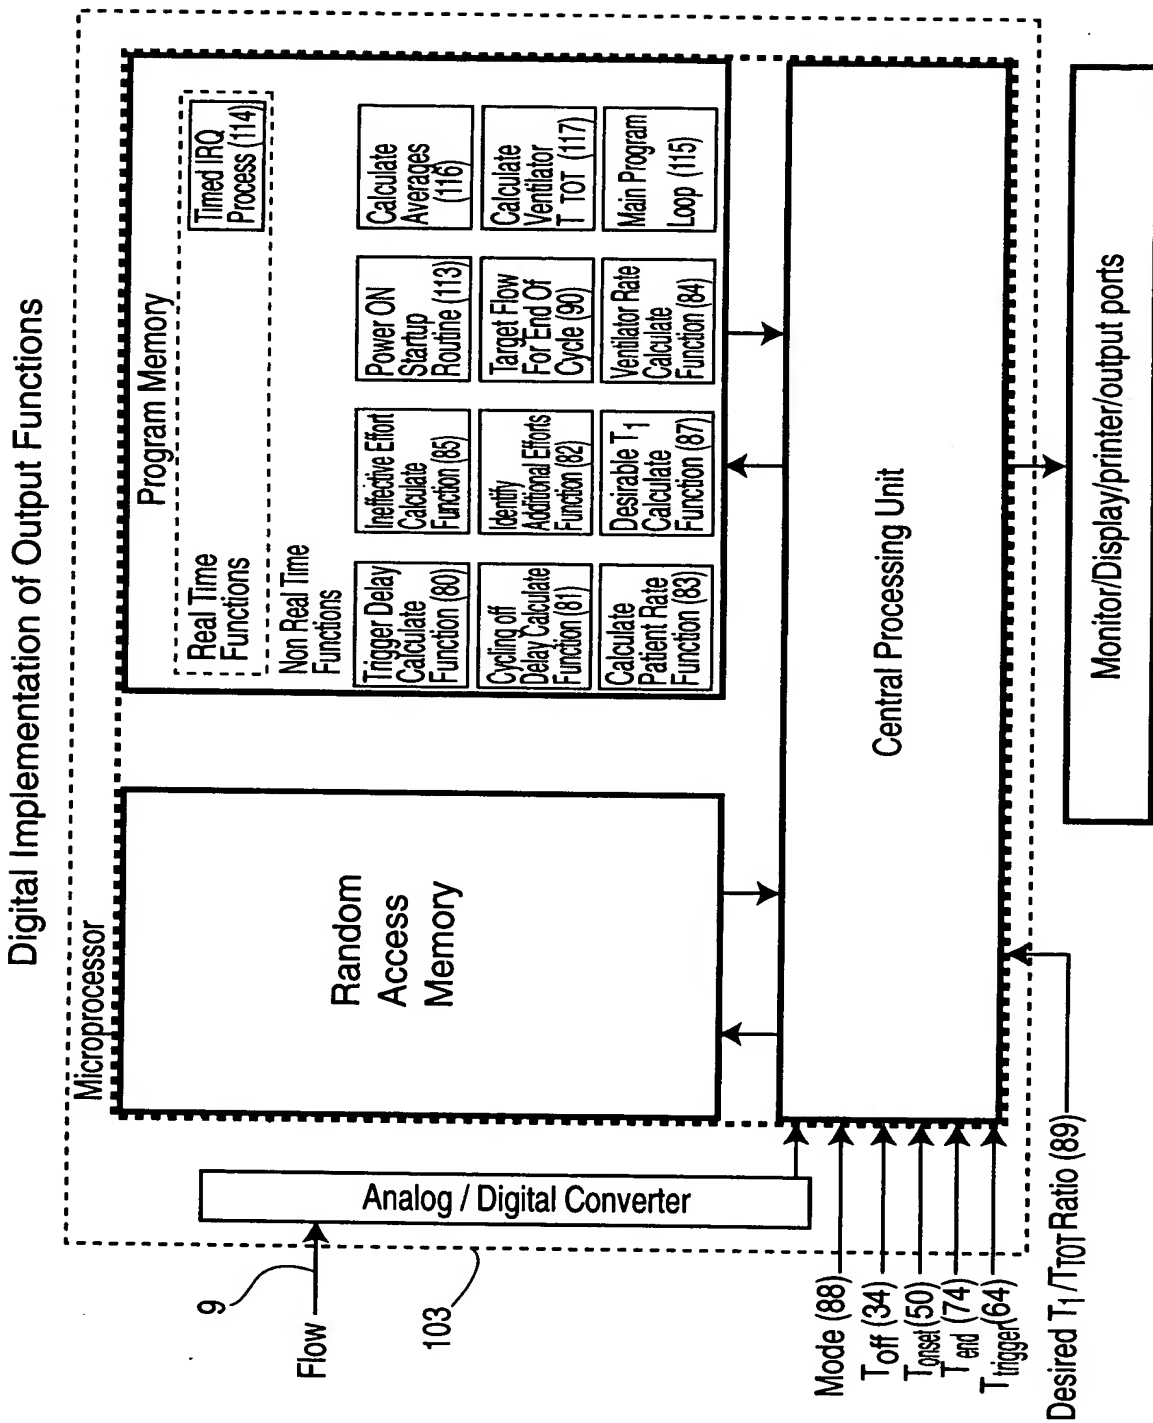 Digital Implementation of Output Functions
Microprocessor
Program Memory
Real Time
Functions
Timed IRQ
Process (114)
Non Real Time
Functions
Trigger Delay
Calculate
Function (80)
Ineffective Effort
Calculate
Function (85)
Power ON
Startup
Routine (113)
Calculate
Averages
(116)
Cycling off
Delay Calculate
Function (81)
Identify
Additional Efforts
Function (82)
Target Flow
For End Of
Cycle (90)
Calculate
Ventilator
T TOT (117)
Calculate
Patient Rate
Function (83)
Desirable T1
Calculate
Function (87)
Ventilator Rate
Calculate
Function (84)
Main Program
Loop (115)
Random
Access
Memory
Analog / Digital Converter
Flow
9
103
Central Processing Unit
Mode (88)
Toff (34)
Tonset (50)
Tend (74)
Ttrigger (64)
Desired T1/TTOT Ratio (89)
Monitor/Display/printer/output ports